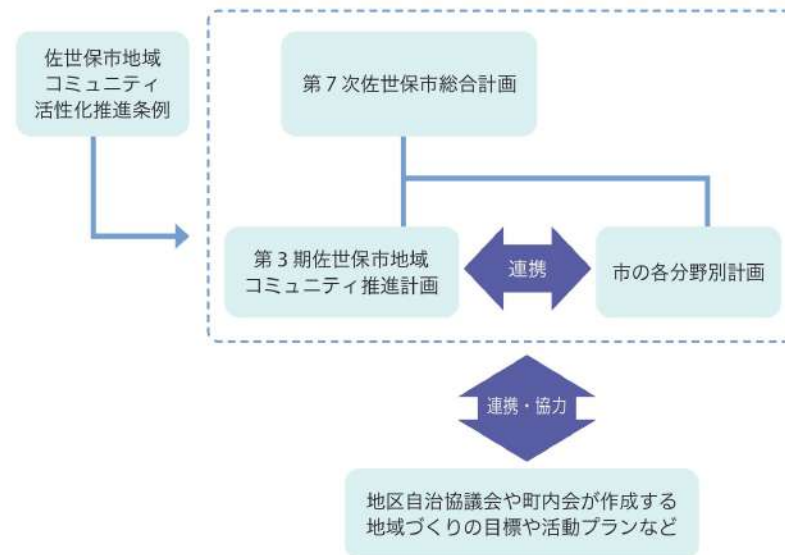 佐世保市地域
コミュニティ
活性化推進条例
第７次佐世保市総合計画
第３期佐世保市地域
コミュニティ推進計画
連携
市の各分野別計画
連携・協力
地区自治協議会や町内会が作成する
地域づくりの目標や活動プランなど